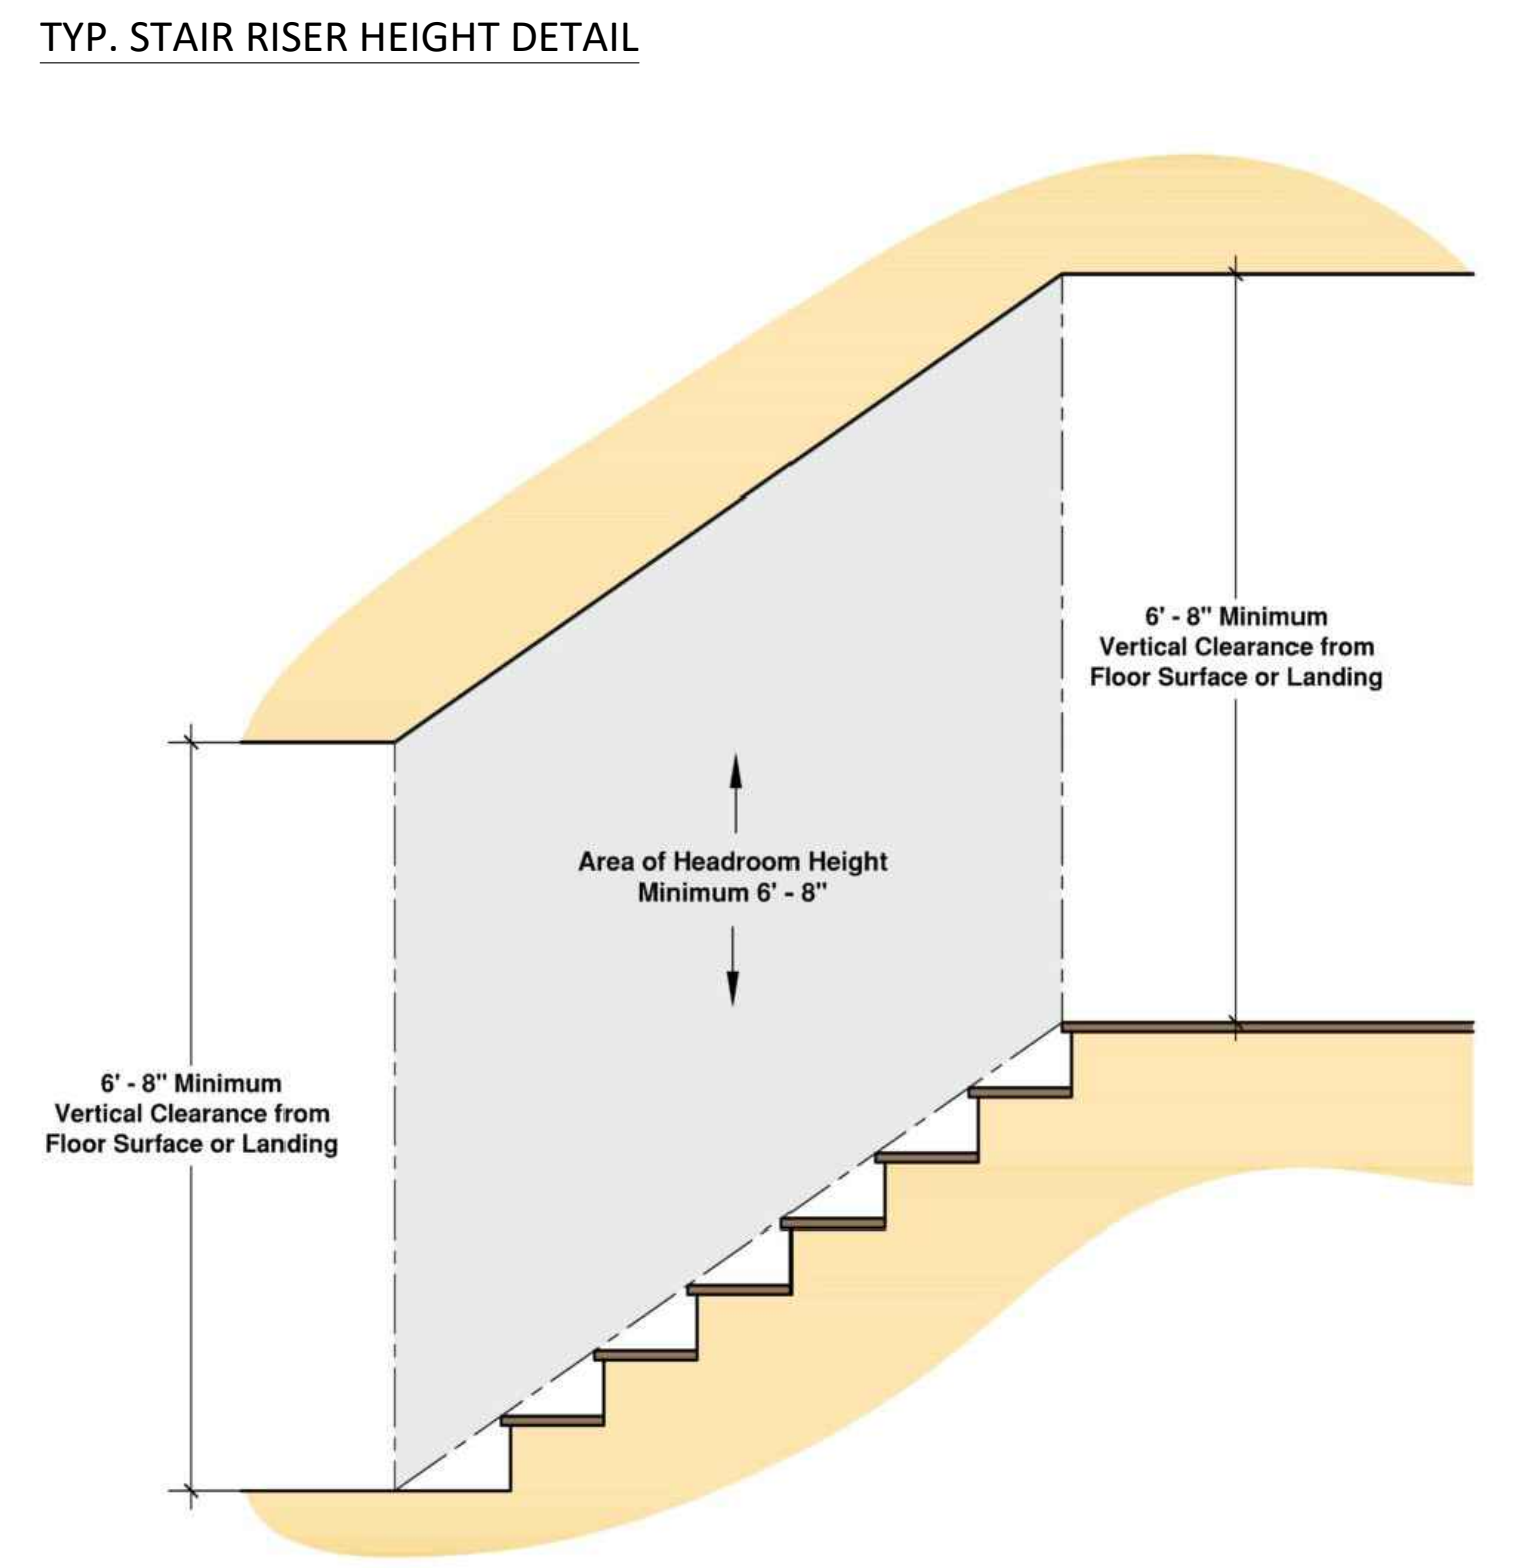 TYP. STAIR RISER HEIGHT DETAIL
6' - 8" Minimum
Vertical Clearance from
Floor Surface or Landing
Area of Headroom Height
Minimum 6' - 8"
6' - 8" Minimum
Vertical Clearance from
Floor Surface or Landing